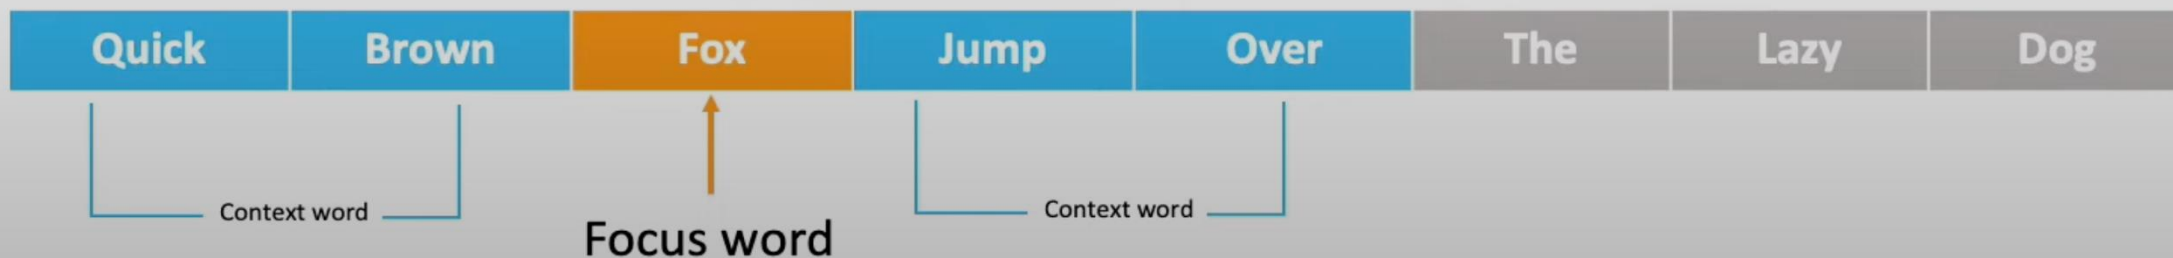 Quick Brown Fox Jump Over The Lazy Dog
Context word
Context word
Focus word